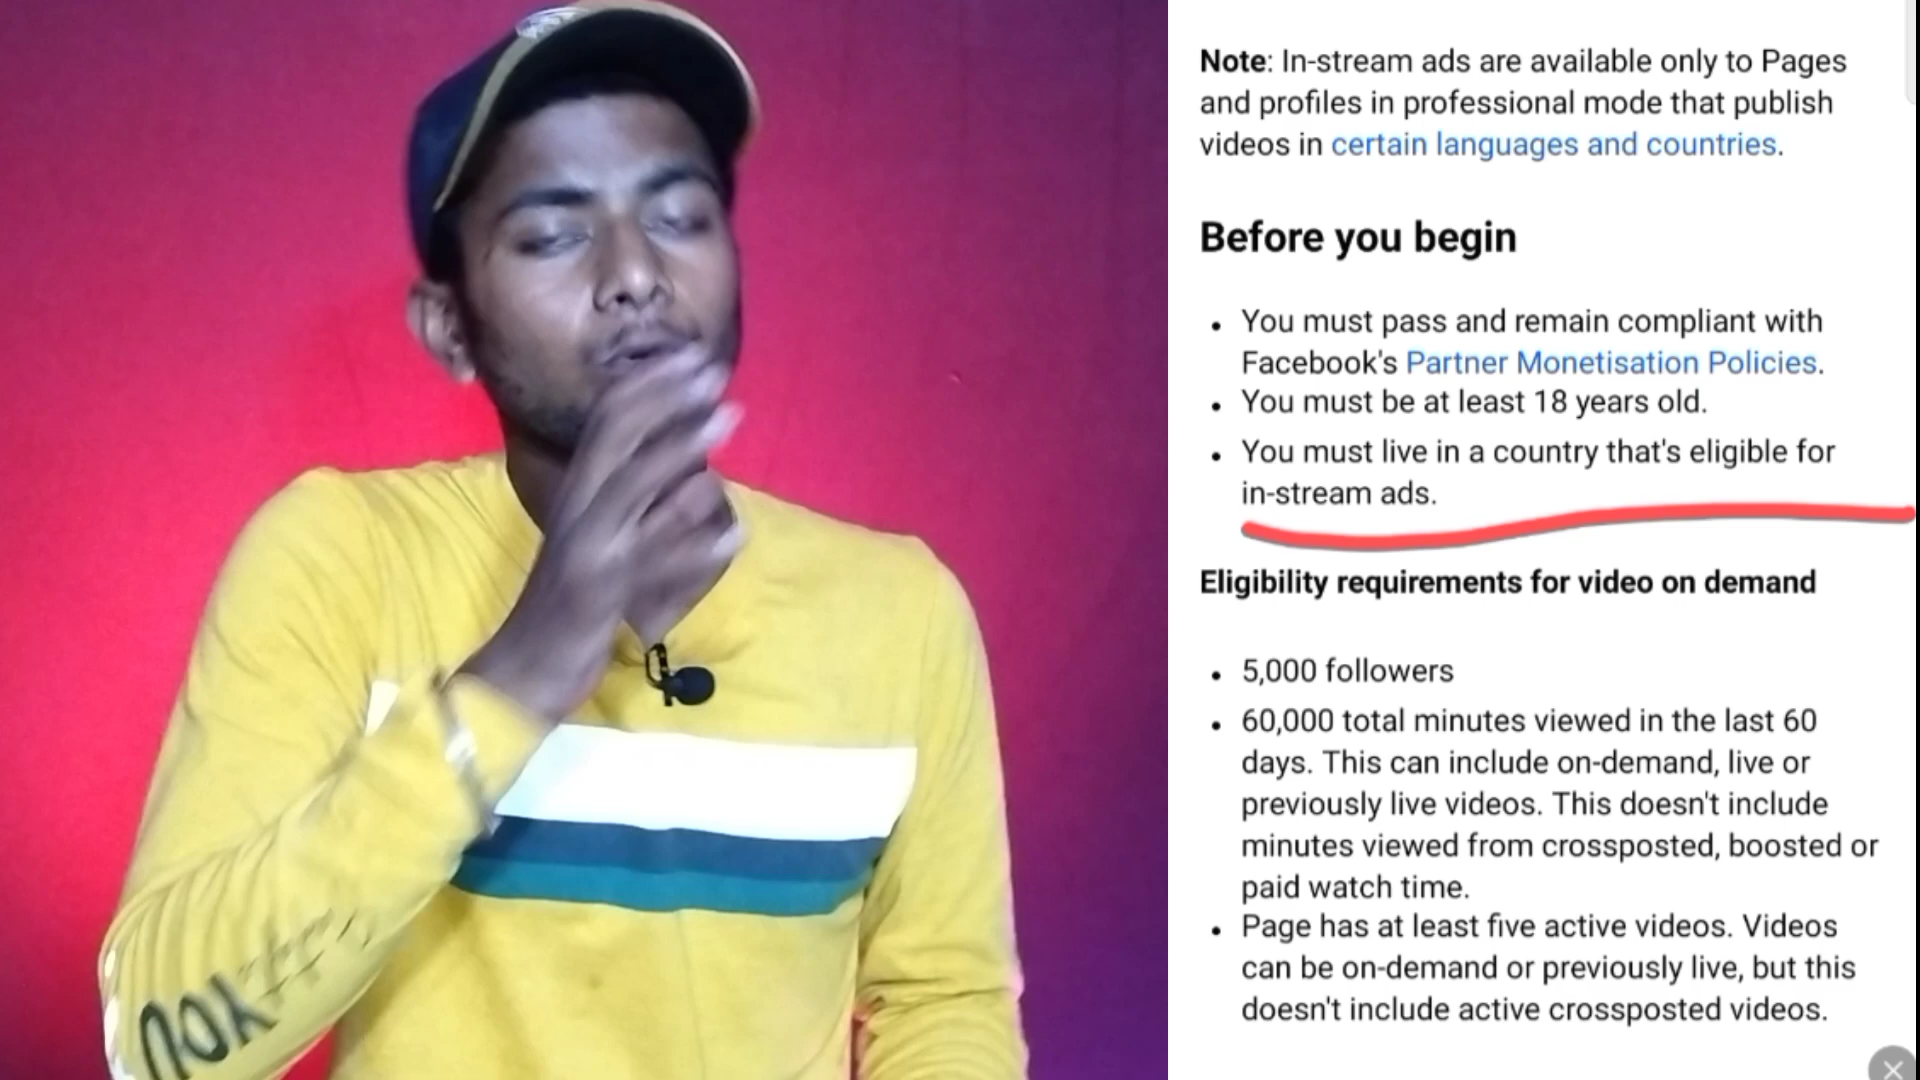 Note: In-stream ads are available only to Pages
and profiles in professional mode that publish
videos in certain languages and countries.
Before you begin
• You must pass and remain compliant with
Facebook's Partner Monetisation Policies.
• You must be at least 18 years old.
• You must live in a country that's eligible for
in-stream ads.
Eligibility requirements for video on demand
• 5,000 followers
• 60,000 total minutes viewed in the last 60
days. This can include on-demand, live or
previously live videos. This doesn't include
minutes viewed from crossposted, boosted or
paid watch time.
• Page has at least five active videos. Videos
can be on-demand or previously live, but this
doesn't include active crossposted videos.